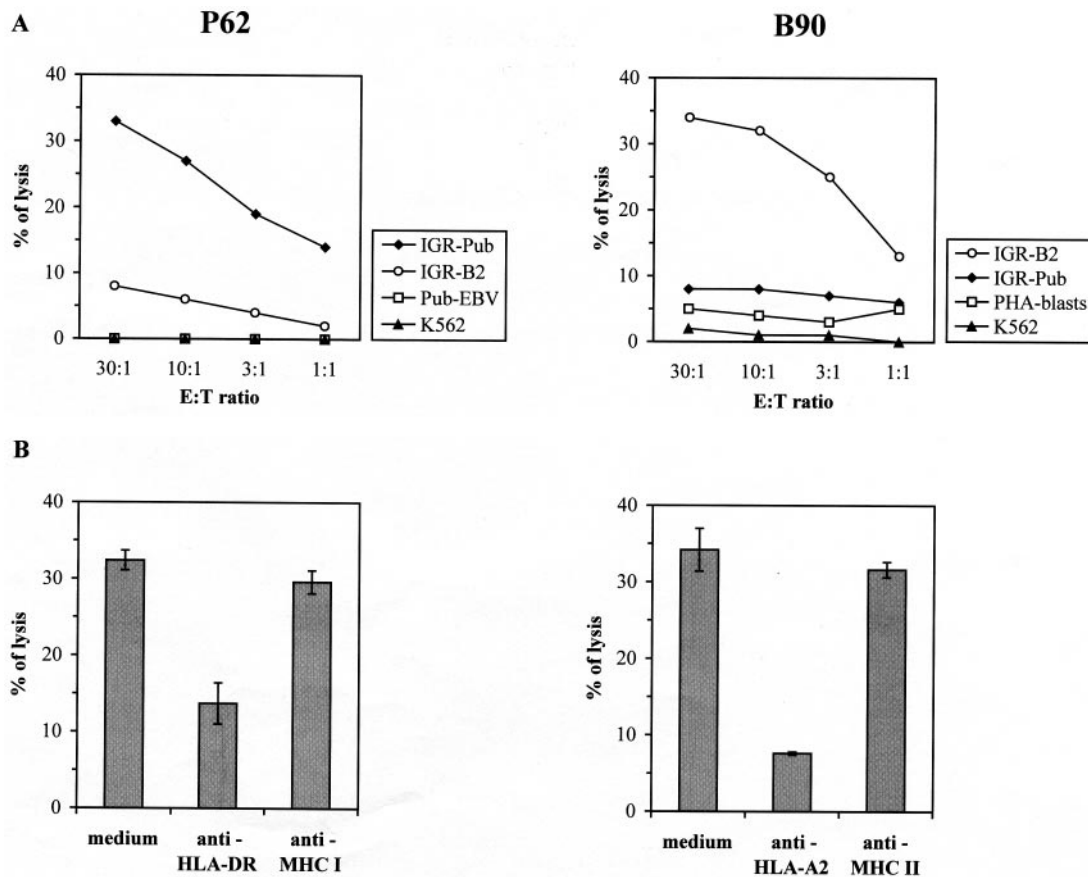 A
P62
B90
40
30
20
10
0
% of lysis
30:1 10:1 3:1 1:1
E:T ratio
IGR-Pub
IGR-B2
Pub-EBV
K562
40
30
20
10
0
% of lysis
30:1 10:1 3:1 1:1
E:T ratio
IGR-B2
IGR-Pub
PHA-blasts
K562
B
40
30
20
10
0
% of lysis
medium anti - anti -
HLA-DR MHC I
40
30
20
10
0
% of lysis
medium anti - anti -
HLA-A2 MHC II